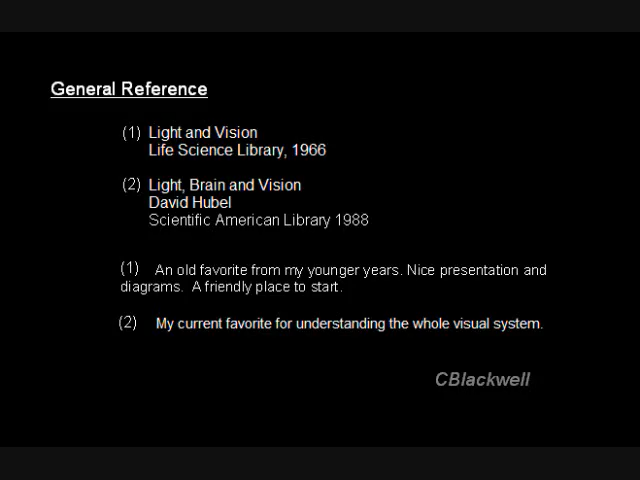 General Reference
(1) Light and Vision
Life Science Library, 1966
(2) Light, Brain and Vision
David Hubel
Scientific American Library 1988
(1) An old favorite from my younger years. Nice presentation and
diagrams. A friendly place to start.
(2) My current favorite for understanding the whole visual system.
CBlackwell